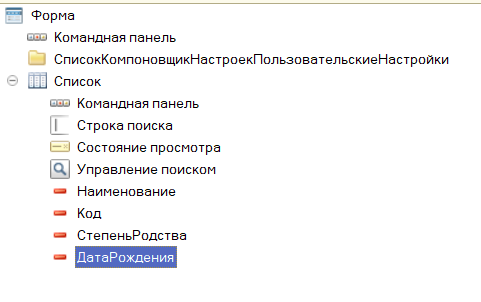 Форма
Командная панель
СписокКомпоновщикНастроекПользовательскиеНастройки
Список
Командная панель
Строка поиска
Состояние просмотра
Управление поиском
Наименование
Код
СтепеньРодства
ДатаРождения